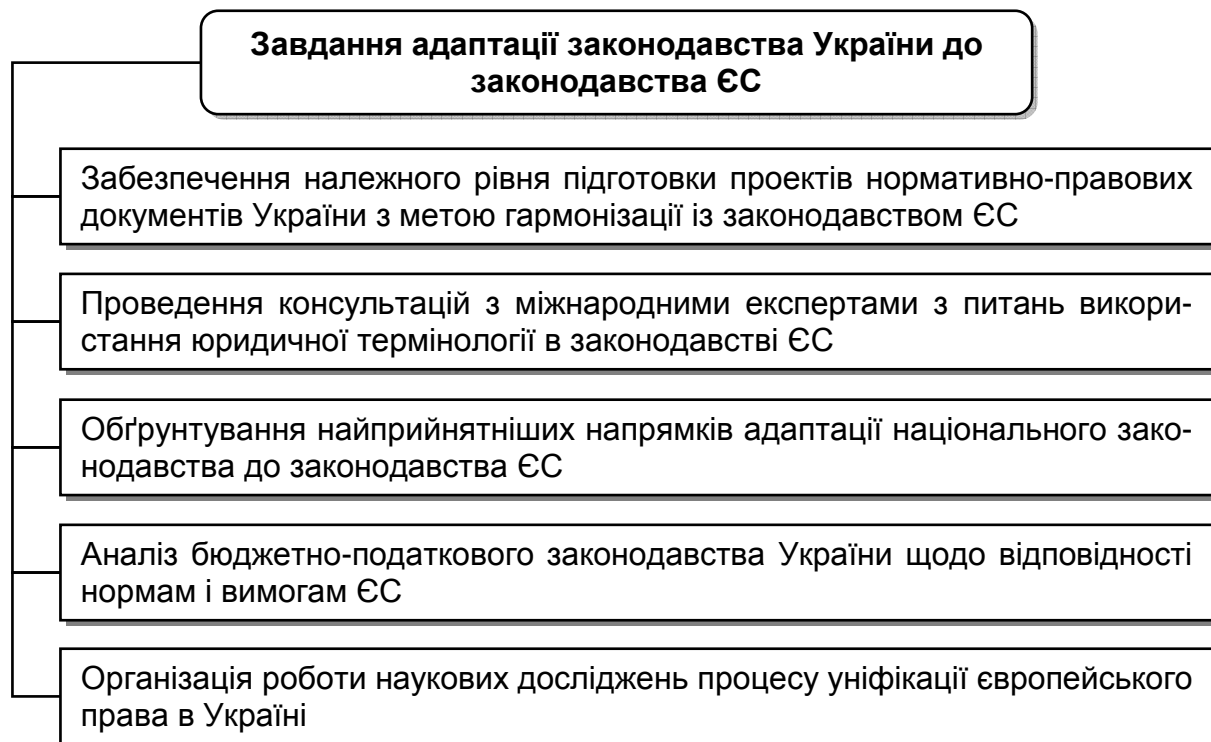 Завдання адаптації законодавства України до
законодавства ЄС
Забезпечення належного рівня підготовки проектів нормативно-правових
документів України з метою гармонізації із законодавством ЄС
Проведення консультацій з міжнародними експертами з питань викори-
стання юридичної термінології в законодавстві ЄС
Обґрунтування найприйнятніших напрямків адаптації національного зако-
нодавства до законодавства ЄС
Аналіз бюджетно-податкового законодавства України щодо відповідності
нормам і вимогам ЄС
Організація роботи наукових досліджень процесу уніфікації європейського
права в Україні